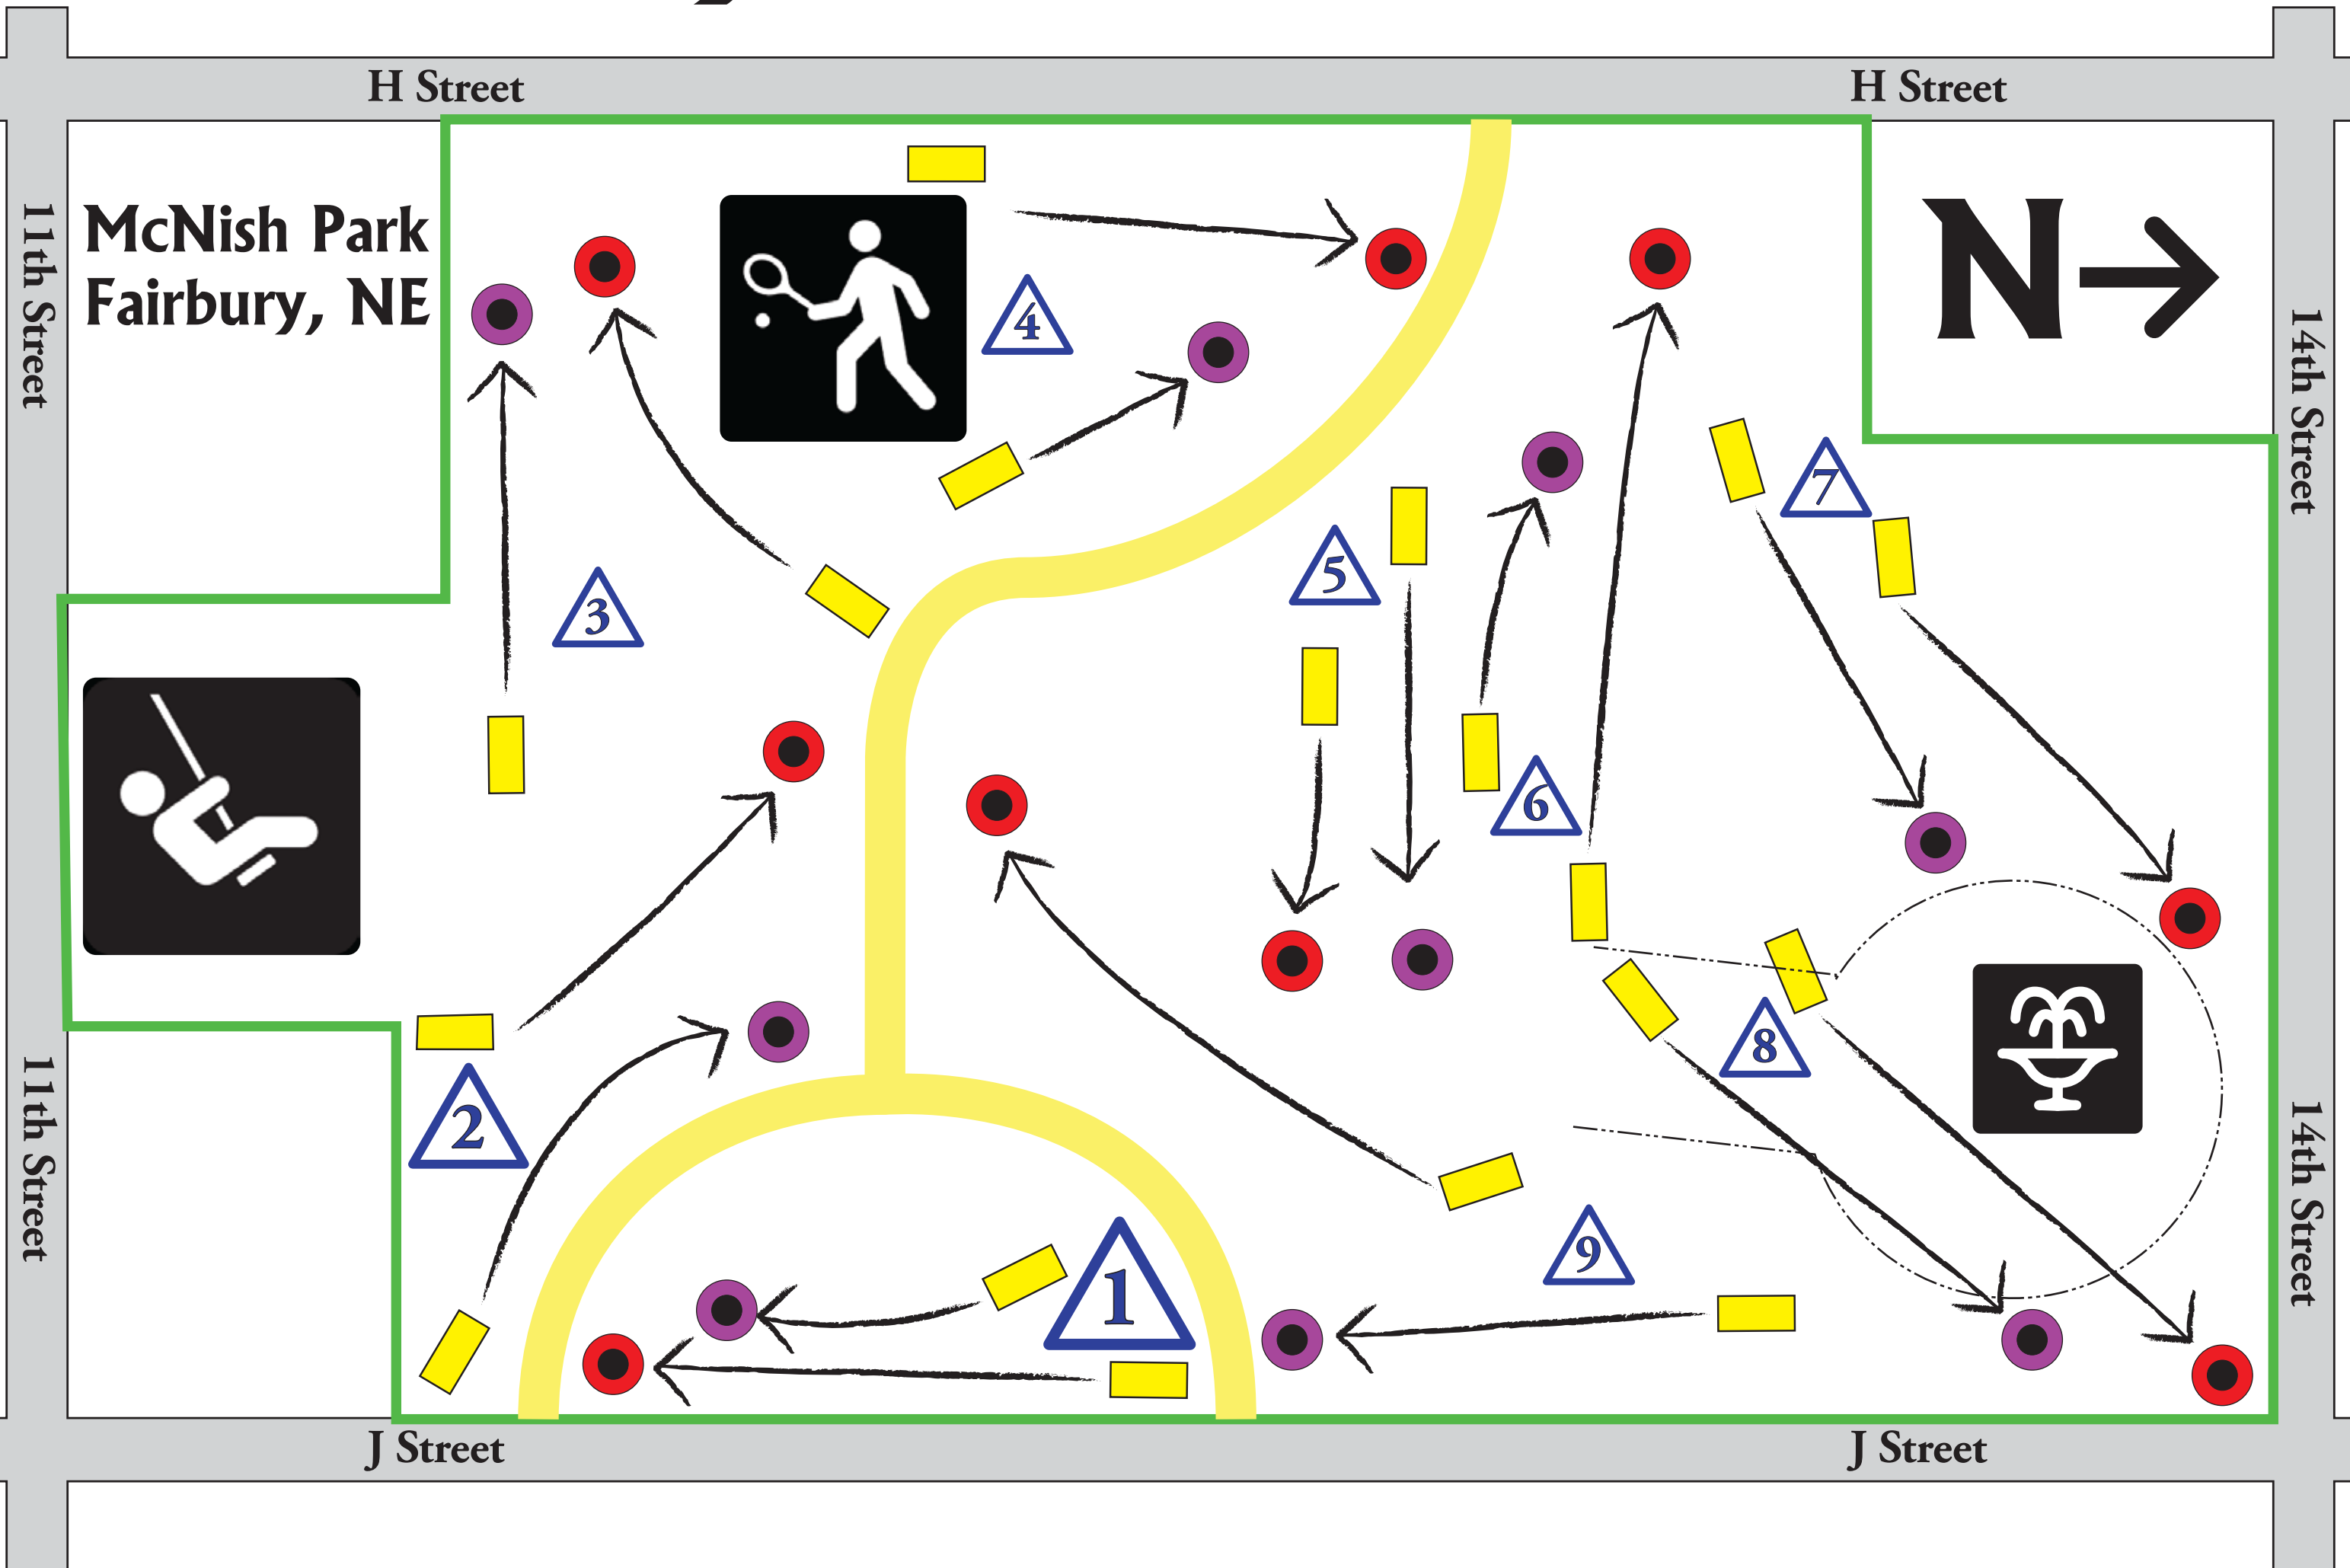 H Street
H Street
11th Street
McNish Park
Fairbury, NE
N
14th Street
4
7
5
3
6
8
2
9
1
11th Street
14th Street
J Street
J Street